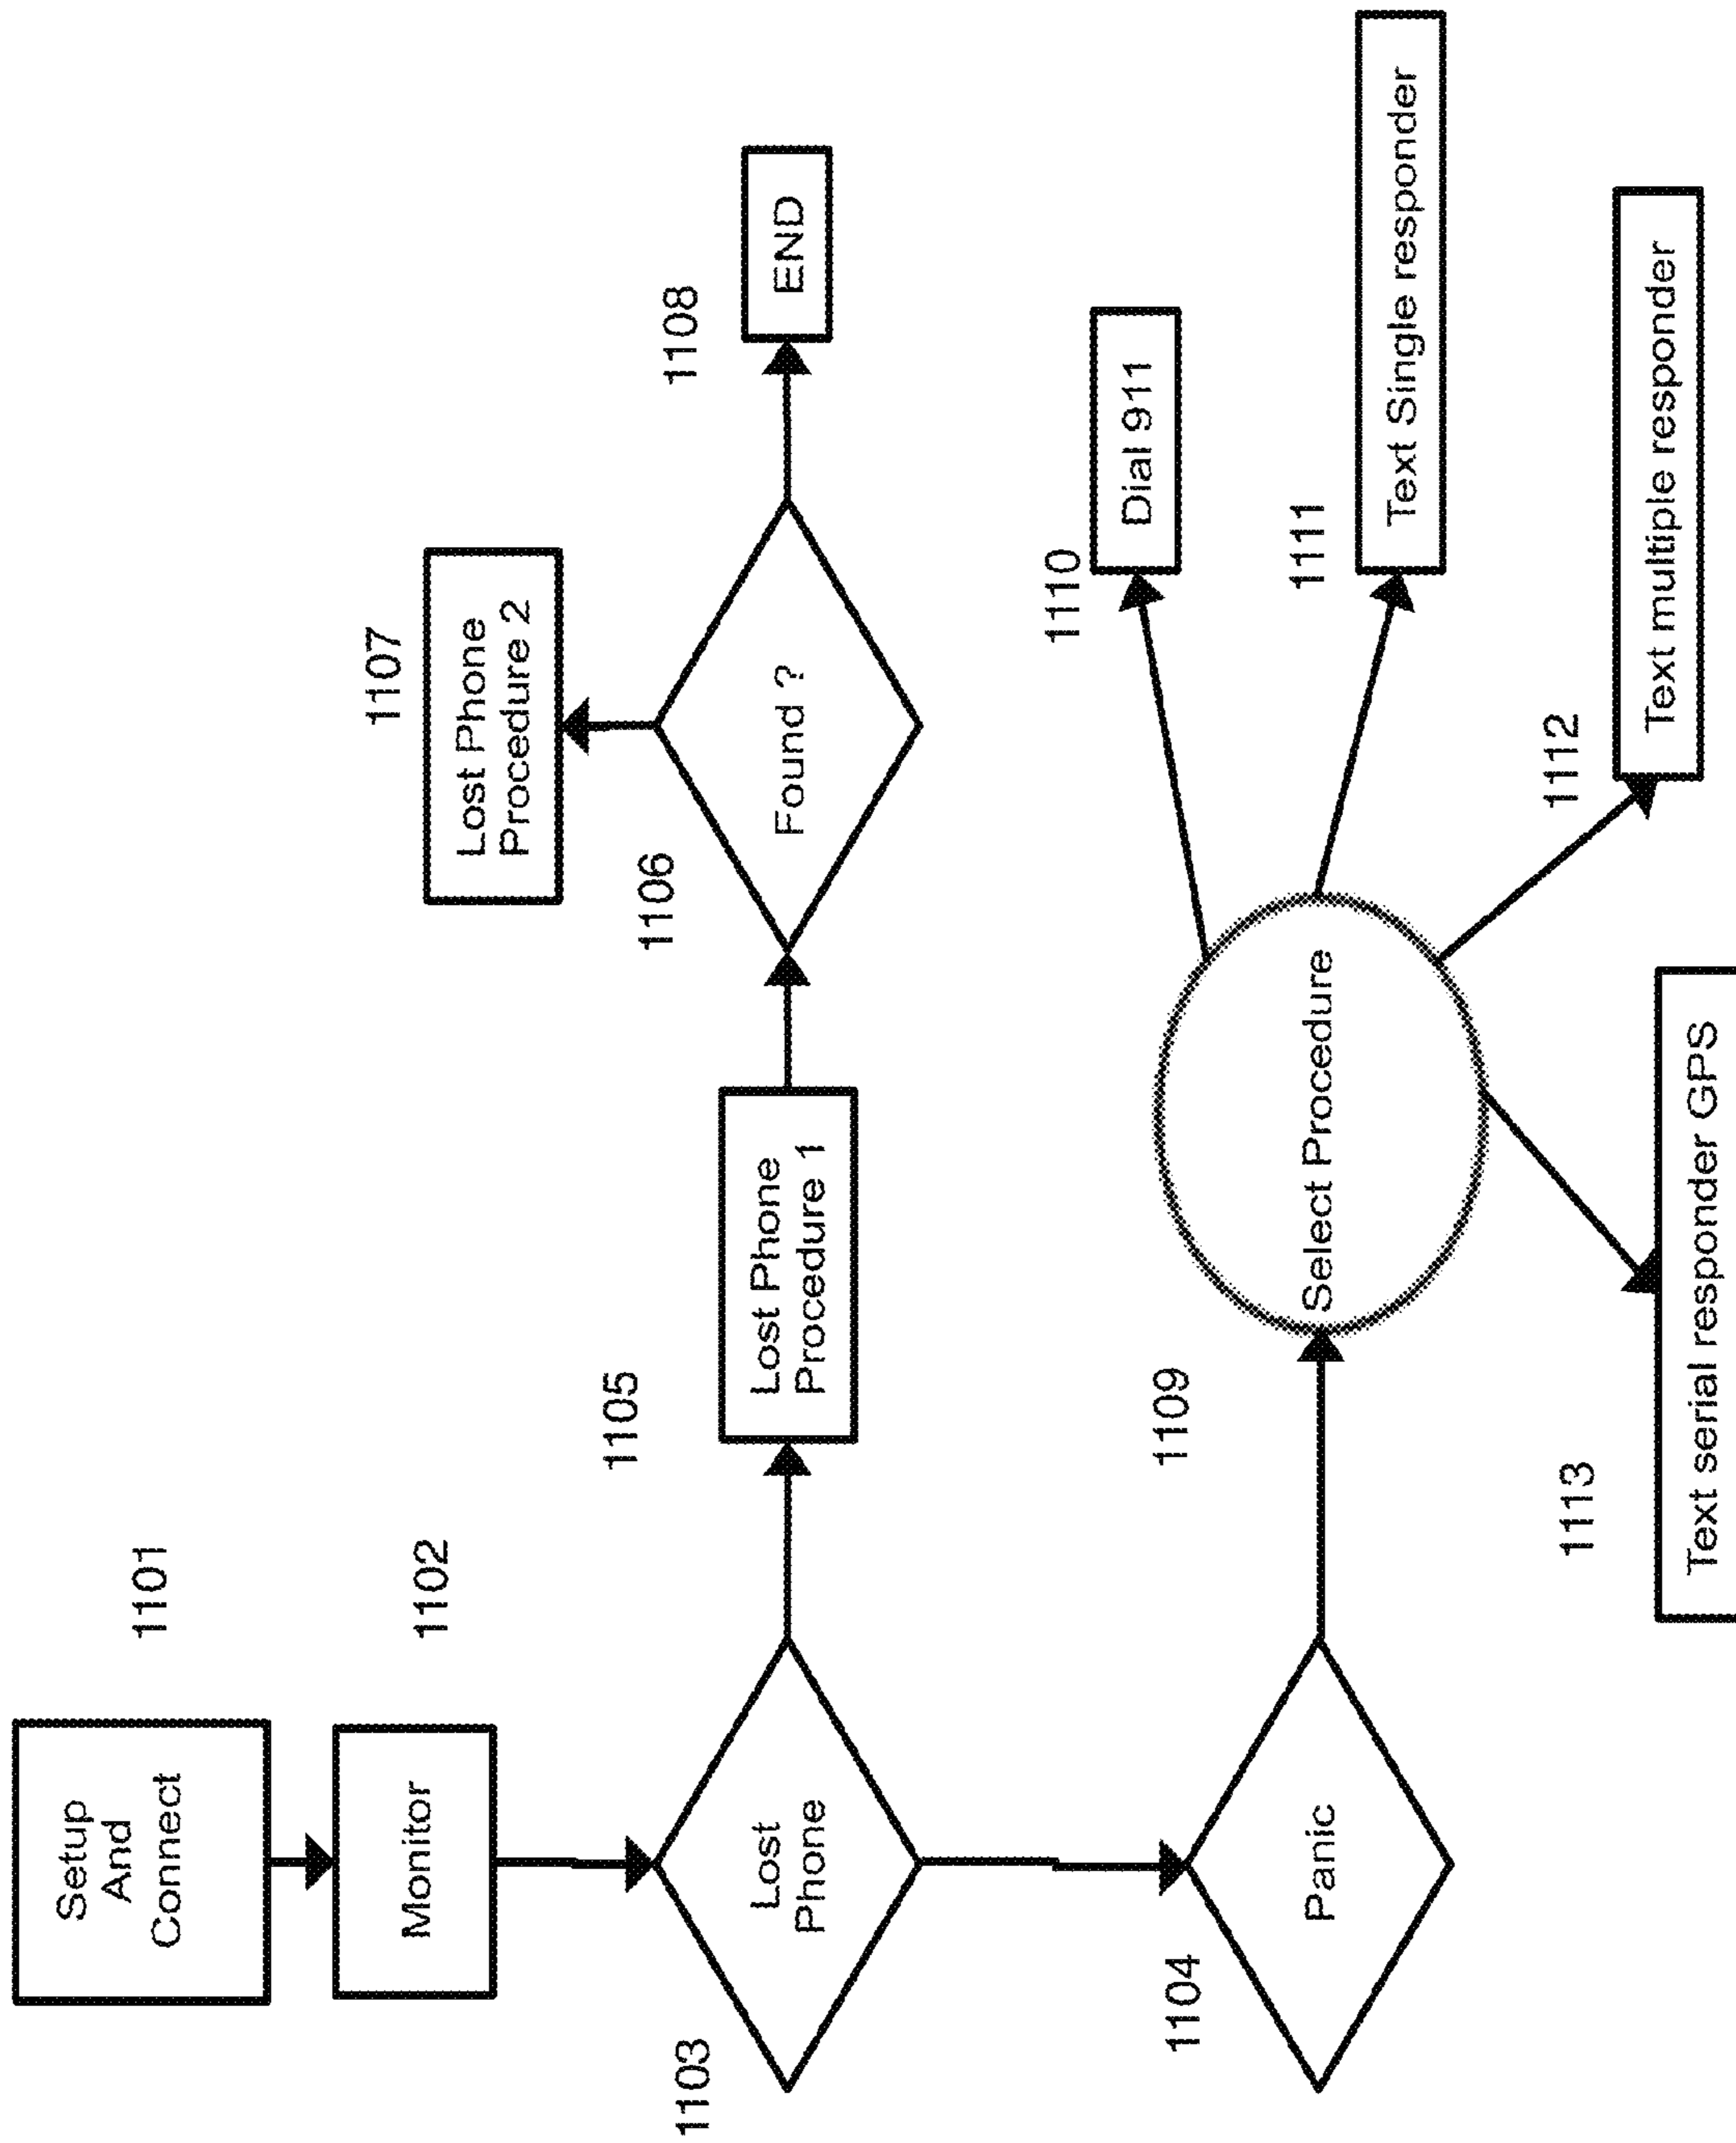 1101
Setup
And
Connect
1102
Monitor
1103
Lost
Phone
1104
Panic
1105
Lost Phone
Procedure 1
1106
Found ?
1107
Lost Phone
Procedure 2
1108
END
1109
Select Procedure
1110
Dial 911
1111
Text Single responder
1112
Text multiple responder
1113
Text serial responder GPS